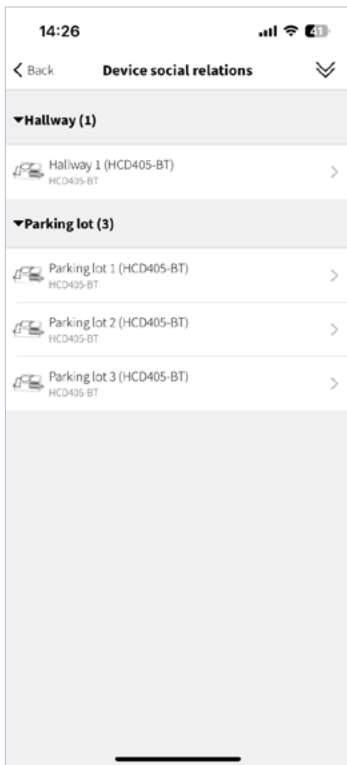 14:26
41
Back Device social relations
▼Hallway (1)
Hallway 1 (HCD405-BT)
HCD405-BT
▼Parking lot (3)
Parking lot 1 (HCD405-BT)
HCD405-BT
Parking lot 2 (HCD405-BT)
HCD405-BT
Parking lot 3 (HCD405-BT)
HCD405-BT